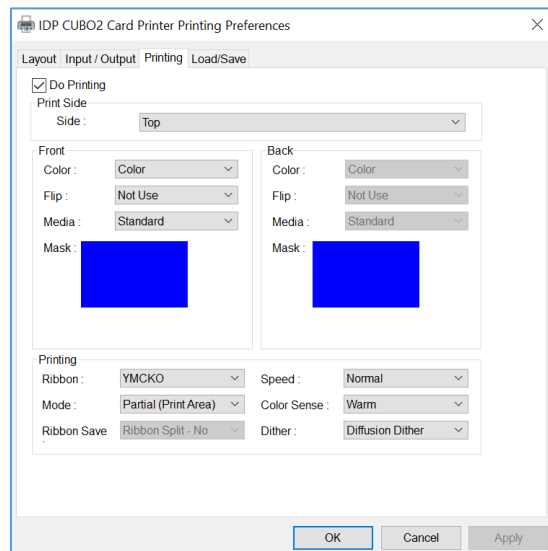 IDP CUBO2 Card Printer Printing Preferences
Layout Input / Output Printing Load/Save
Do Printing
Print Side
Side : Top
Front
Color : Color
Flip : Not Use
Media : Standard
Mask :
Back
Color : Color
Flip : Not Use
Media : Standard
Mask :
Printing
Ribbon : YMCKO Speed : Normal
Mode : Partial (Print Area) Color Sense : Warm
Ribbon Save : Ribbon Split - No Dither : Diffusion Dither
OK Cancel Apply